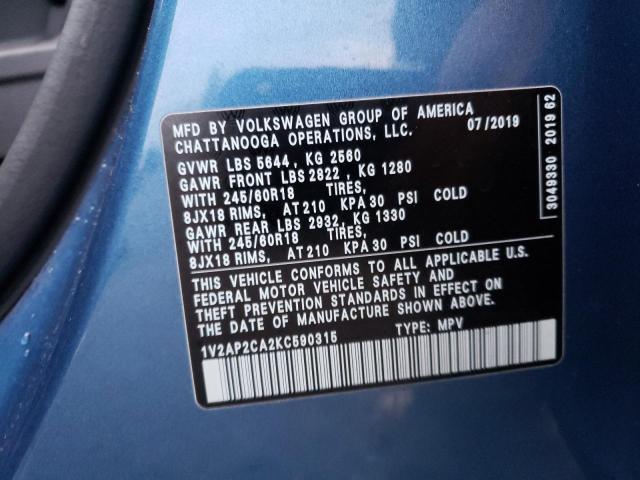 MFD BY VOLKSWAGEN GROUP OF AMERICA
CHATTANOOGA OPERATIONS, LLC. 07/2019
GVWR LBS 5644, KG 2560
GAWR FRONT LBS 2822, KG 1280
WITH 245/60R18 TIRES,
8JX18 RIMS, AT 210 KPA 30 PSI COLD
GAWR REAR LBS 2932, KG 1330
WITH 245/60R18 TIRES,
8JX18 RIMS, AT 210 KPA 30 PSI COLD
THIS VEHICLE CONFORMS TO ALL APPLICABLE U.S.
FEDERAL MOTOR VEHICLE SAFETY AND
THEFT PREVENTION STANDARDS IN EFFECT ON
DATE OF MANUFACTURE SHOWN ABOVE.
1V2AP2CA2KC590315 TYPE: MPV
3049330 2019 62